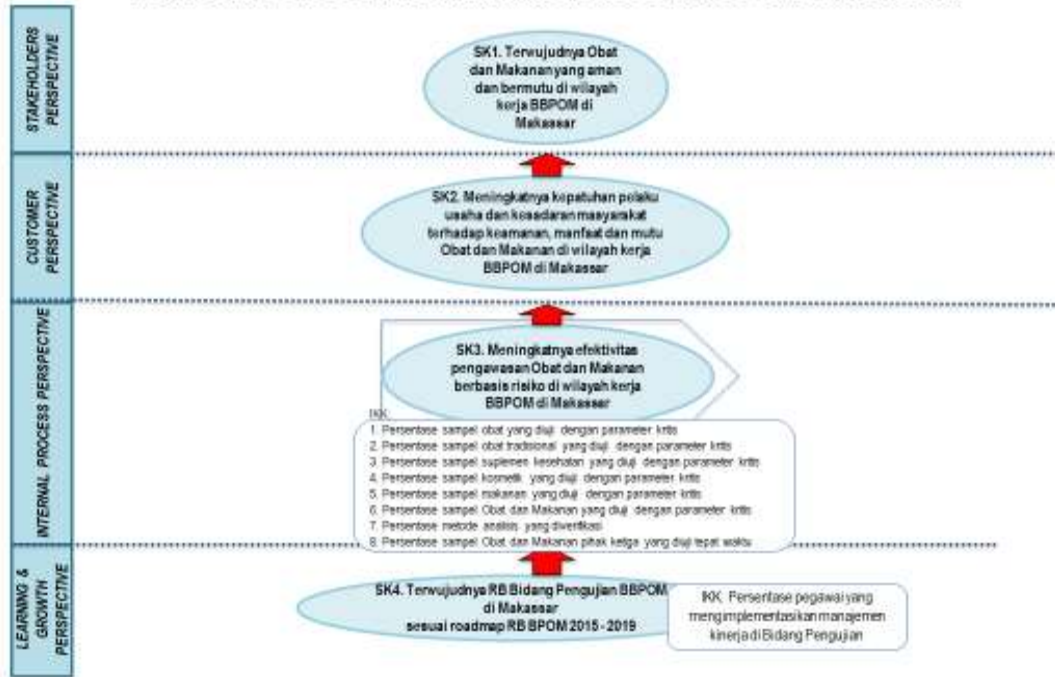 STAKEHOLDERS
PERSPECTIVE
SK1. Terwujudnya Obat
dan Makanan yang aman
dan bermutu di wilayah
kerja BBPOM di
Makassar
CUSTOMER
PERSPECTIVE
SK2. Meningkatnya kepatuhan pelaku
usaha dan kesadaran masyarakat
terhadap keamanan, manfaat dan mutu
Obat dan Makanan di wilayah kerja
BBPOM di Makassar
INTERNAL PROCESS PERSPECTIVE
SK3. Meningkatnya efektivitas
pengawasan Obat dan Makanan
berbasis risiko di wilayah kerja
BBPOM di Makassar
IKK:
1. Persentase sampel obat yang diuji dengan parameter kritis
2. Persentase sampel obat tradisional yang diuji dengan parameter kritis
3. Persentase sampel suplemen kesehatan yang diuji dengan parameter kritis
4. Persentase sampel kosmetik yang diuji dengan parameter kritis
5. Persentase sampel makanan yang diuji dengan parameter kritis
6. Persentase sampel Obat dan Makanan yang diuji dengan parameter kritis
7. Persentase metode analisis yang diverifikasi
8. Persentase sampel Obat dan Makanan pihak ketiga yang diuji tepat waktu
LEARNING &
GROWTH
PERSPECTIVE
SK4. Terwujudnya RB Bidang Pengujian BBPOM
di Makassar
sesuai roadmap RB BPOM 2015 - 2019
IKK. Persentase pegawai yang
mengimplementasikan manajemen
kinerja di Bidang Pengujian